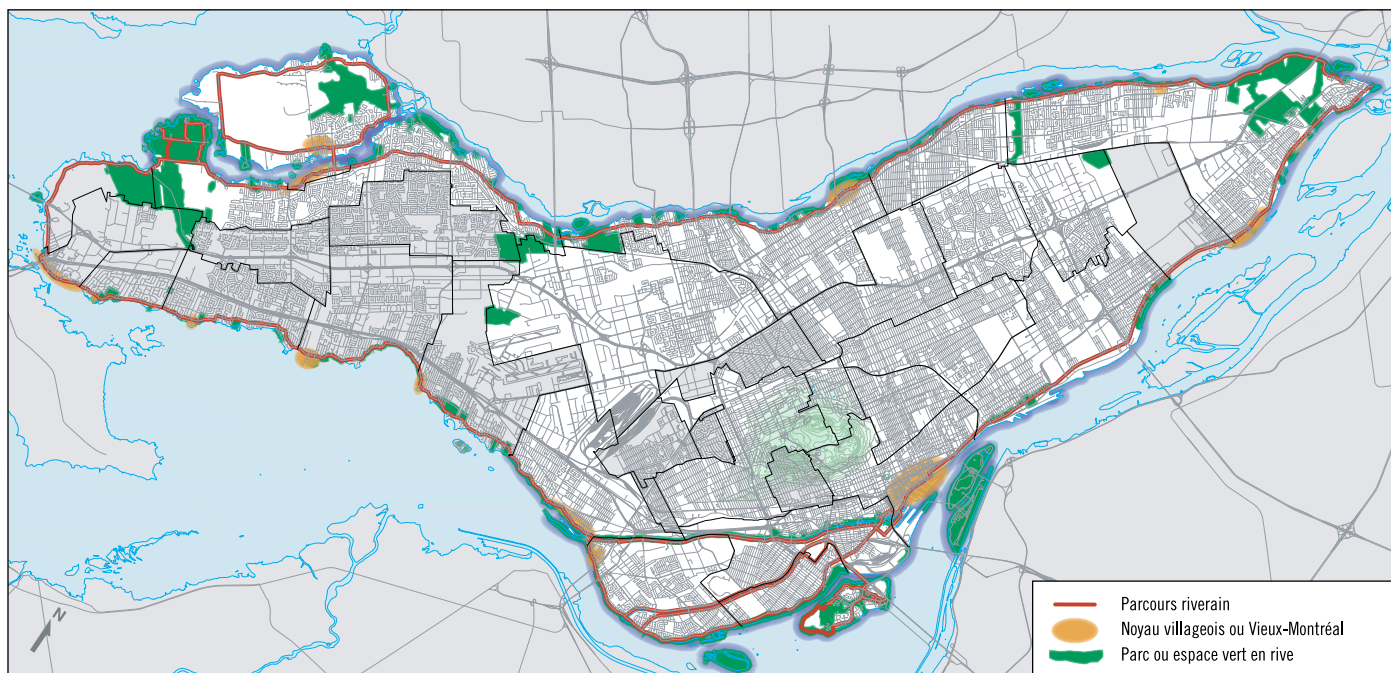 N
Parcours riverain
Noyau villageois ou Vieux-Montréal
Parc ou espace vert en rive